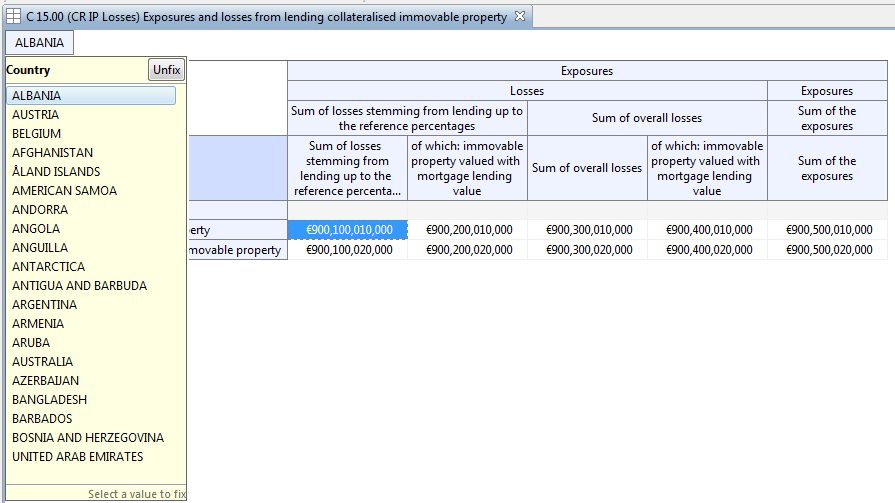 C 15.00 (CR IP Losses) Exposures and losses from lending collateralised immovable property
ALBANIA
Country
Unfix
ALBANIA
AUSTRIA
BELGIUM
AFGHANISTAN
ÅLAND ISLANDS
AMERICAN SAMOA
ANDORRA
ANGOLA
ANGUILLA
ANTARCTICA
ANTIGUA AND BARBUDA
ARGENTINA
ARMENIA
ARUBA
AUSTRALIA
AZERBAIJAN
BANGLADESH
BARBADOS
BOSNIA AND HERZEGOVINA
UNITED ARAB EMIRATES
Select a value to fix
Exposures
Losses
Exposures
Sum of losses stemming from lending up to
the reference percentages
Sum of overall losses
Sum of the
exposures
Sum of losses
stemming from
lending up to the
reference percenta...
of which: immovable
property valued with
mortgage lending
value
Sum of overall losses
of which: immovable
property valued with
mortgage lending
value
Sum of the
exposures
perty €900,100,010,000 €900,200,010,000 €900,300,010,000 €900,400,010,000 €900,500,010,000
movable property €900,100,020,000 €900,200,020,000 €900,300,020,000 €900,400,020,000 €900,500,020,000